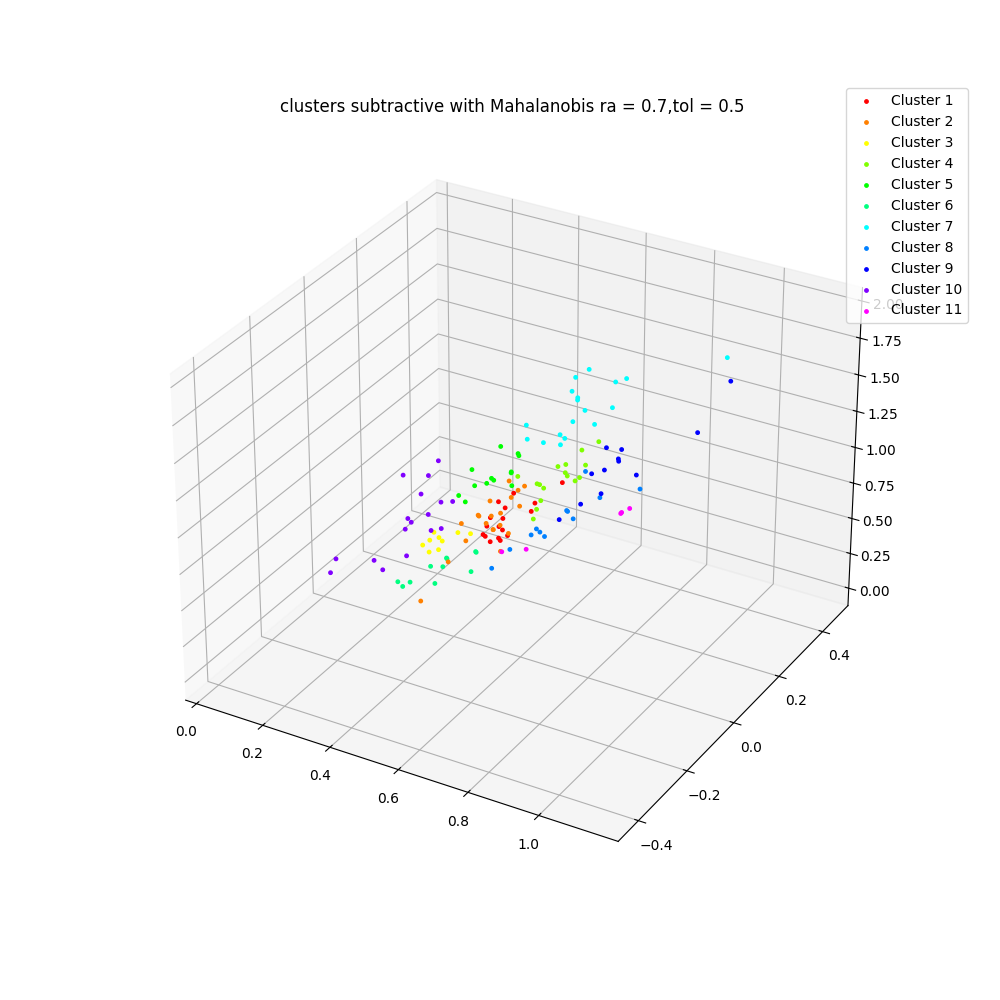 clusters subtractive with Mahalanobis ra = 0.7,tol = 0.5
Cluster 1
Cluster 2
Cluster 3
Cluster 4
Cluster 5
Cluster 6
Cluster 7
Cluster 8
Cluster 9
Cluster 10
Cluster 11
2.00
1.75
1.50
1.25
1.00
0.75
0.50
0.25
0.00
0.4
0.2
0.0
−0.2
−0.4
0.0
0.2
0.4
0.6
0.8
1.0